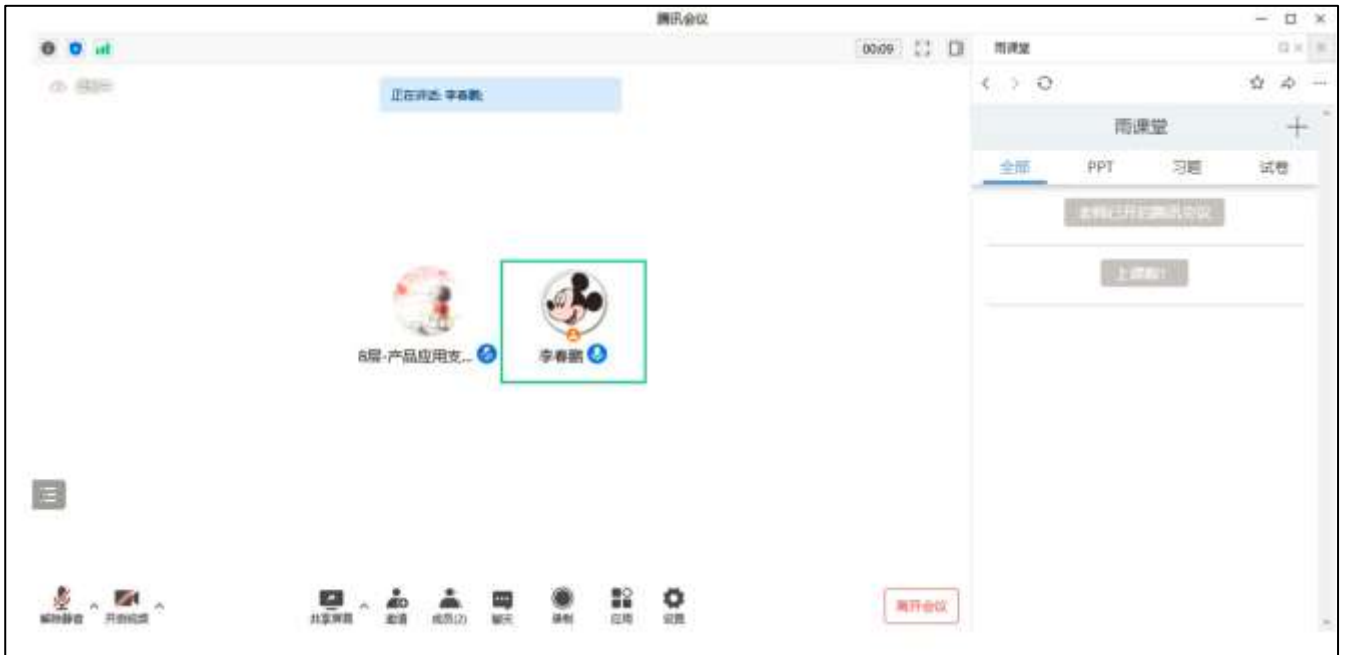 腾讯会议
00:09
雨课堂
正在讲话: 李春鹏;
雨课堂
全部 PPT 习题 试卷
老师已开启腾讯会议
上课啦!
8层-产品应用支...
李春鹏
解除静音 开启视频 共享屏幕 邀请 成员(2) 聊天 录制 应用 设置 离开会议